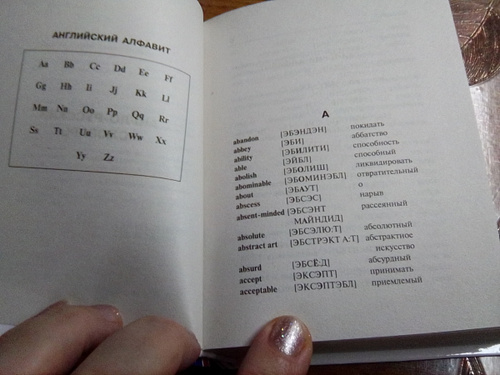 АНГЛИЙСКИЙ АЛФАВИТ
Aa Bb Cc Dd Ee Ff
Gg Hh Ii Jj Kk Ll
Mm Nn Oo Pp Qq Rr
Ss Tt Uu Vv Ww Xx
Yy Zz
А
abandon [ЭБЭНДЭН] покидать
abbey [ЭБИ] аббатство
ability [ЭБИЛИТИ] способность
able [ЭЙБЛ] способный
abolish [ЭБОЛИШ] ликвидировать
abominable [ЭБОМИНЭБЛ] отвратительный
about [ЭБАУТ] о
abscess [ЭБСЭС] нарыв
absent-minded [ЭБСЭНТ рассеянный
МАЙНДИД]
absolute [ЭБСЭЛЮ:Т] абсолютный
abstract art [ЭБСТРЭКТ А:Т] абстрактное
искусство
absurd [ЭБСЁ:Д] абсурдный
accept [ЭКСЭПТ] принимать
acceptable [ЭКСЭПТЭБЛ] приемлемый